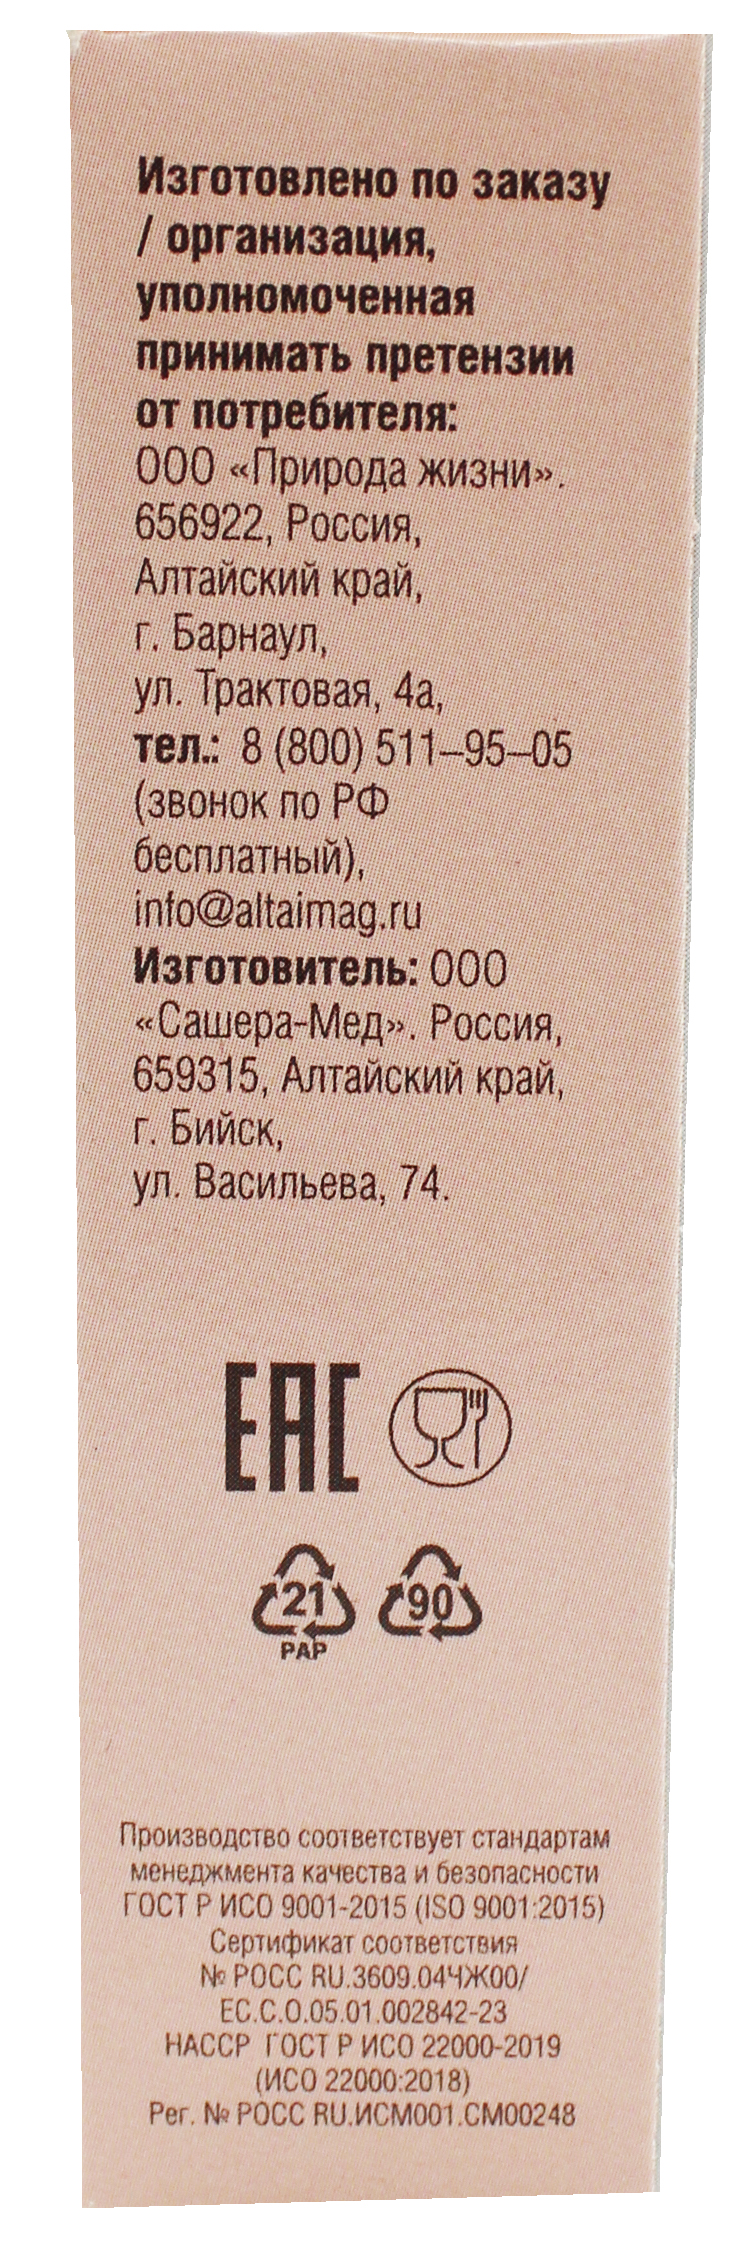 Изготовлено по заказу
/ организация,
уполномоченная
принимать претензии
от потребителя:
ООО «Природа жизни».
656922, Россия,
Алтайский край,
г. Барнаул,
ул. Трактовая, 4а,
тел.: 8 (800) 511–95–05
(звонок по РФ
бесплатный),
info@altaimag.ru
Изготовитель: ООО
«Сашера-Мед». Россия,
659315, Алтайский край,
г. Бийск,
ул. Васильева, 74.
EAC
21 90
PAP
Производство соответствует стандартам
менеджмента качества и безопасности
ГОСТ Р ИСО 9001-2015 (ISO 9001:2015)
Сертификат соответствия
№ РОСС RU.3609.04ЧЖ00/
ЕС.С.О.05.01.002842-23
НАССР ГОСТ Р ИСО 22000-2019
(ИСО 22000:2018)
Рег. № РОСС RU.ИСМ001.СМ00248